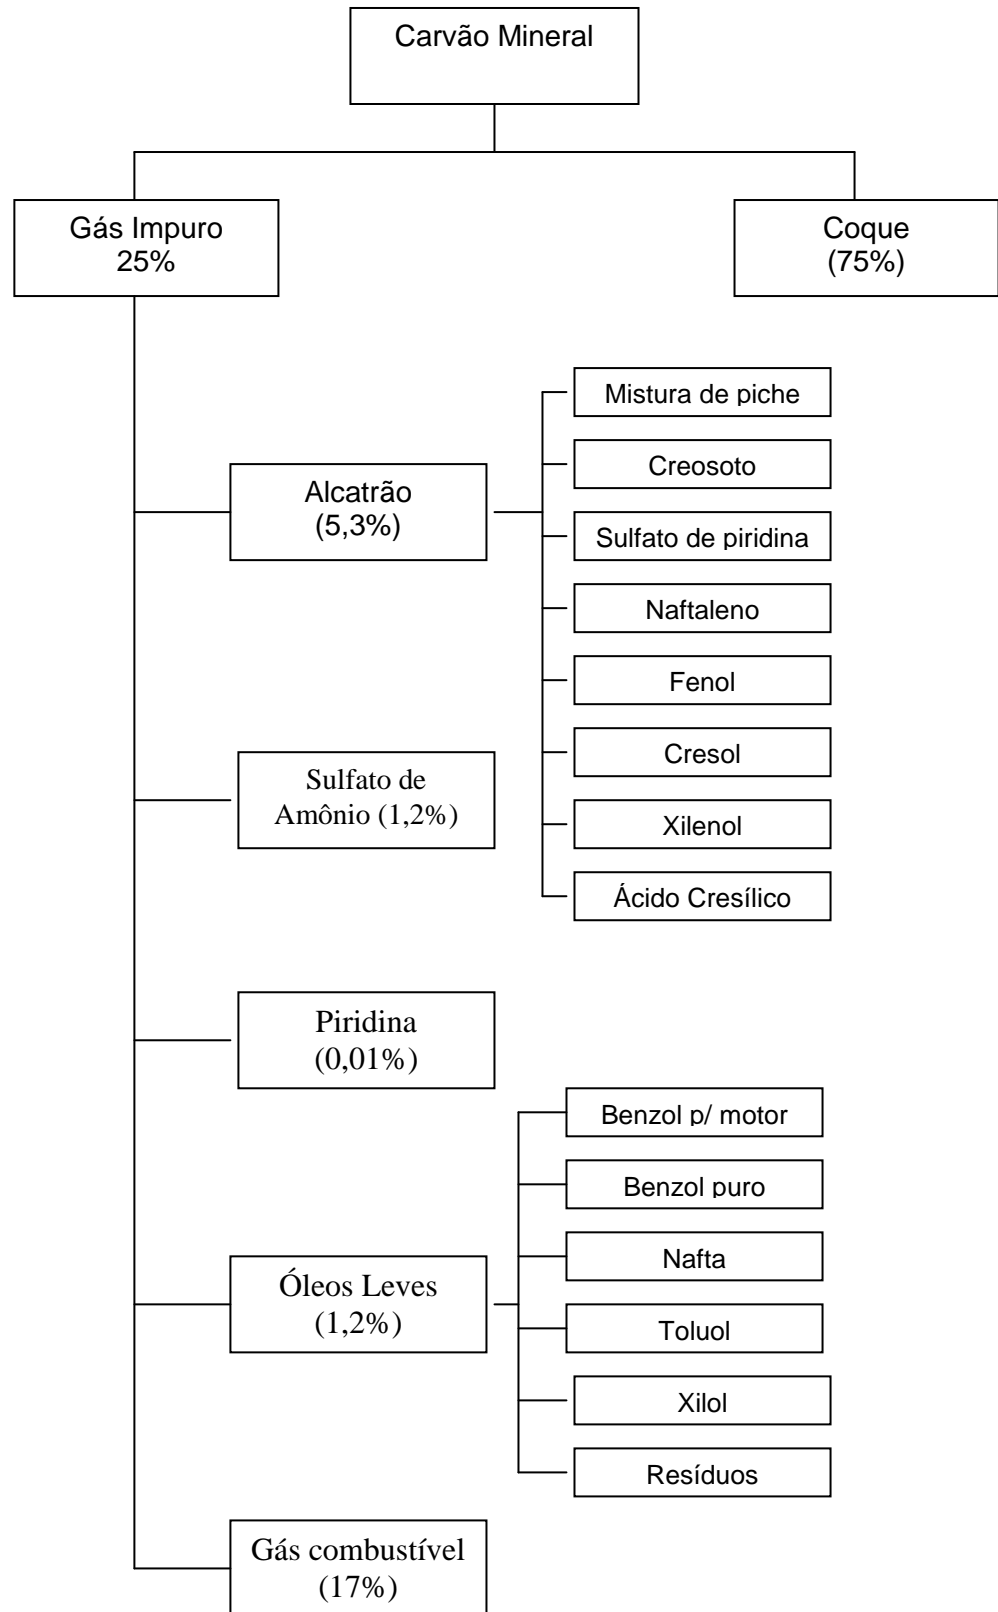 Carvão Mineral
Gás Impuro
25%
Coque
(75%)
Alcatrão
(5,3%)
Mistura de piche
Creosoto
Sulfato de piridina
Naftaleno
Fenol
Cresol
Xilenol
Ácido Cresílico
Sulfato de
Amônio (1,2%)
Piridina
(0,01%)
Óleos Leves
(1,2%)
Benzol p/ motor
Benzol puro
Nafta
Toluol
Xilol
Resíduos
Gás combustível
(17%)